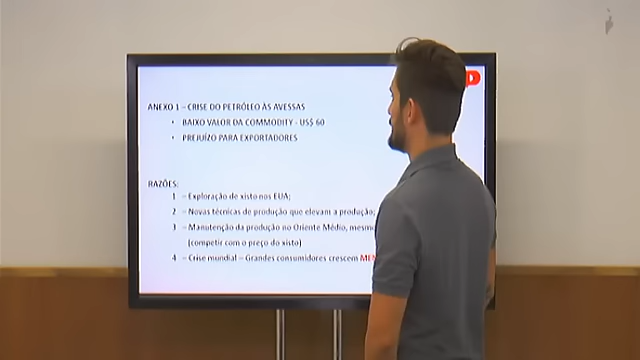 ANEXO 1 – CRISE DO PETRÓLEO ÀS AVESSAS
• BAIXO VALOR DA COMMODITY - US$ 60
• PREJUÍZO PARA EXPORTADORES
RAZÕES:
1 – Exploração de xisto nos EUA;
2 – Novas técnicas de produção que elevam a produção;
3 – Manutenção da produção no Oriente Médio, mesmo
(competir com o preço do xisto)
4 – Crise mundial – Grandes consumidores crescem